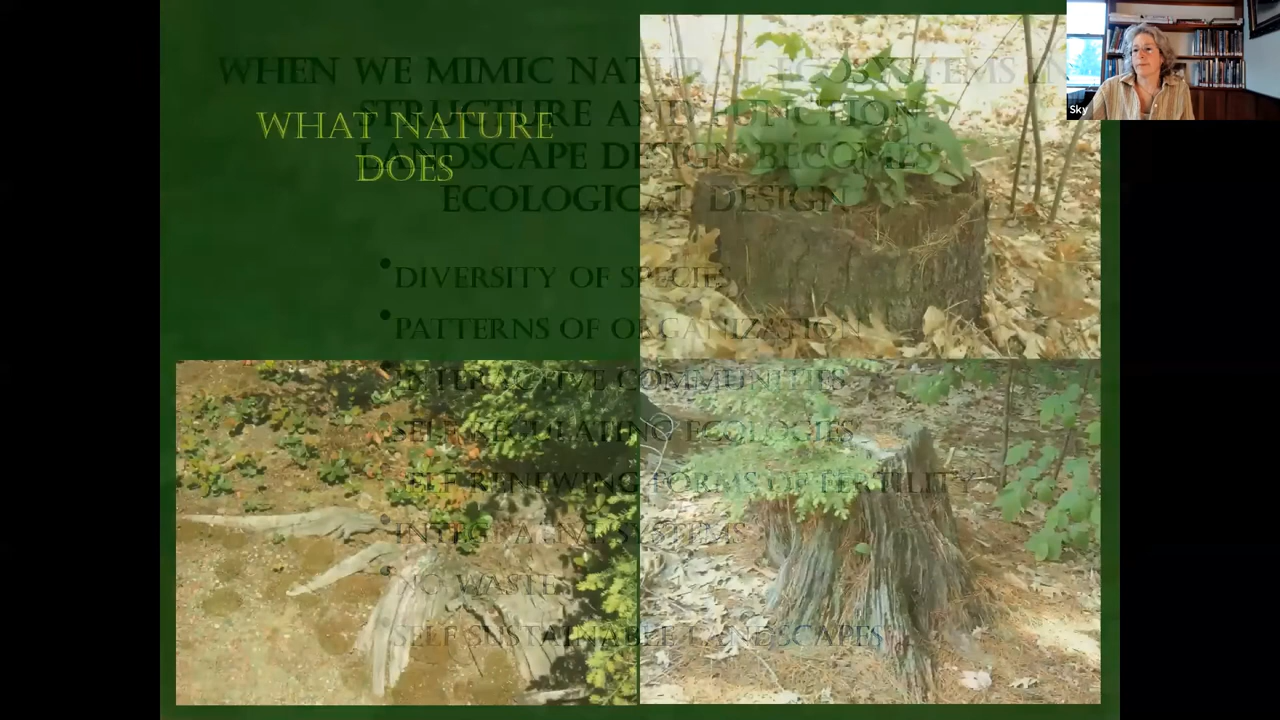 WHEN WE MIMIC NATURAL ECOSYSTEMS IN
STRUCTURE AND FUNCTION
LANDSCAPE DESIGN BECOMES
ECOLOGICAL DESIGN
WHAT NATURE
DOES
• DIVERSITY OF SPECIES
• PATTERNS OF ORGANIZATION
• INTERACTIVE COMMUNITIES
• SELF REGULATING ECOLOGIES
• SELF RENEWING FORMS OF FERTILITY
• SYSTEMS
• NO WASTE
• SELF SUSTAINABLE LANDSCAPES
Sky